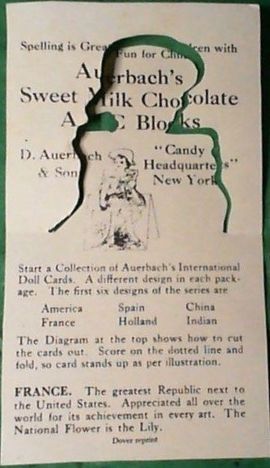 Spelling is Great Fun for Children with
Auerbach's
Sweet Milk Chocolate
A B C Blocks
D. Auerbach
& Sons
"Candy
Headquarters"
New York
Start a Collection of Auerbach's International
Doll Cards. A different design in each pack-
age. The first six designs of the series are
America Spain China
France Holland Indian
The Diagram at the top shows how to cut
the cards out. Score on the dotted line and
fold, so card stands up as per illustration.
FRANCE. The greatest Republic next to
the United States. Appreciated all over the
world for its achievement in every art. The
National Flower is the Lily.
Dover reprint